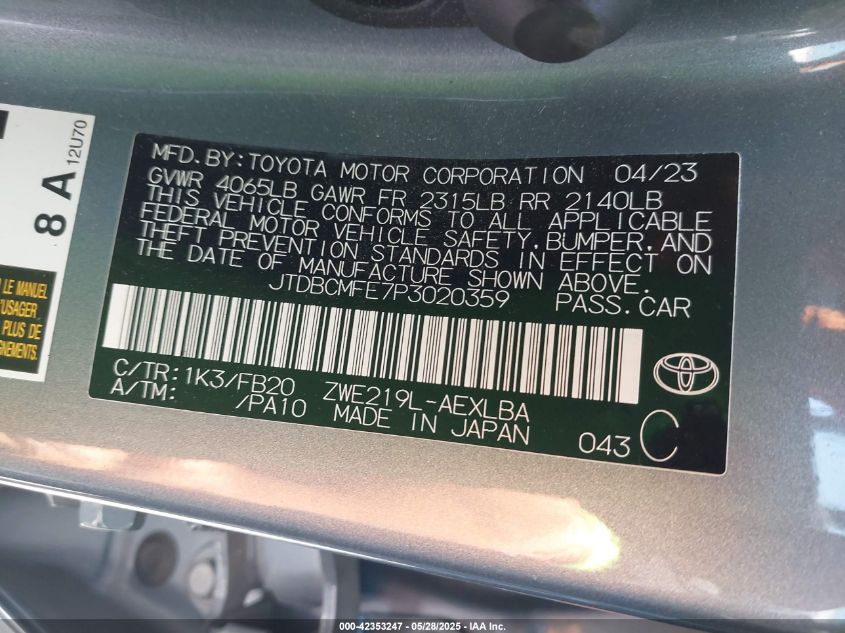 MFD.BY:TOYOTA MOTOR CORPORATION 04/23
GVWR 4065LB GAWR FR 2315LB RR 2140LB
THIS VEHICLE CONFORMS TO ALL APPLICABLE
FEDERAL MOTOR VEHICLE SAFETY,BUMPER,AND
THEFT PREVENTION STANDARDS IN EFFECT ON
THE DATE OF MANUFACTURE SHOWN ABOVE.
JTDBCMFE7P3020359 PASS.CAR
C/TR:1K3/FB20 ZWE219L-AEXLBA
A/TM: /PA10 MADE IN JAPAN 043 C
8 A 12U70
LE MANUEL
'USAGER
PLUS DE
GNEMENTS.
000-42353247 - 05/28/2025 - IAA Inc.